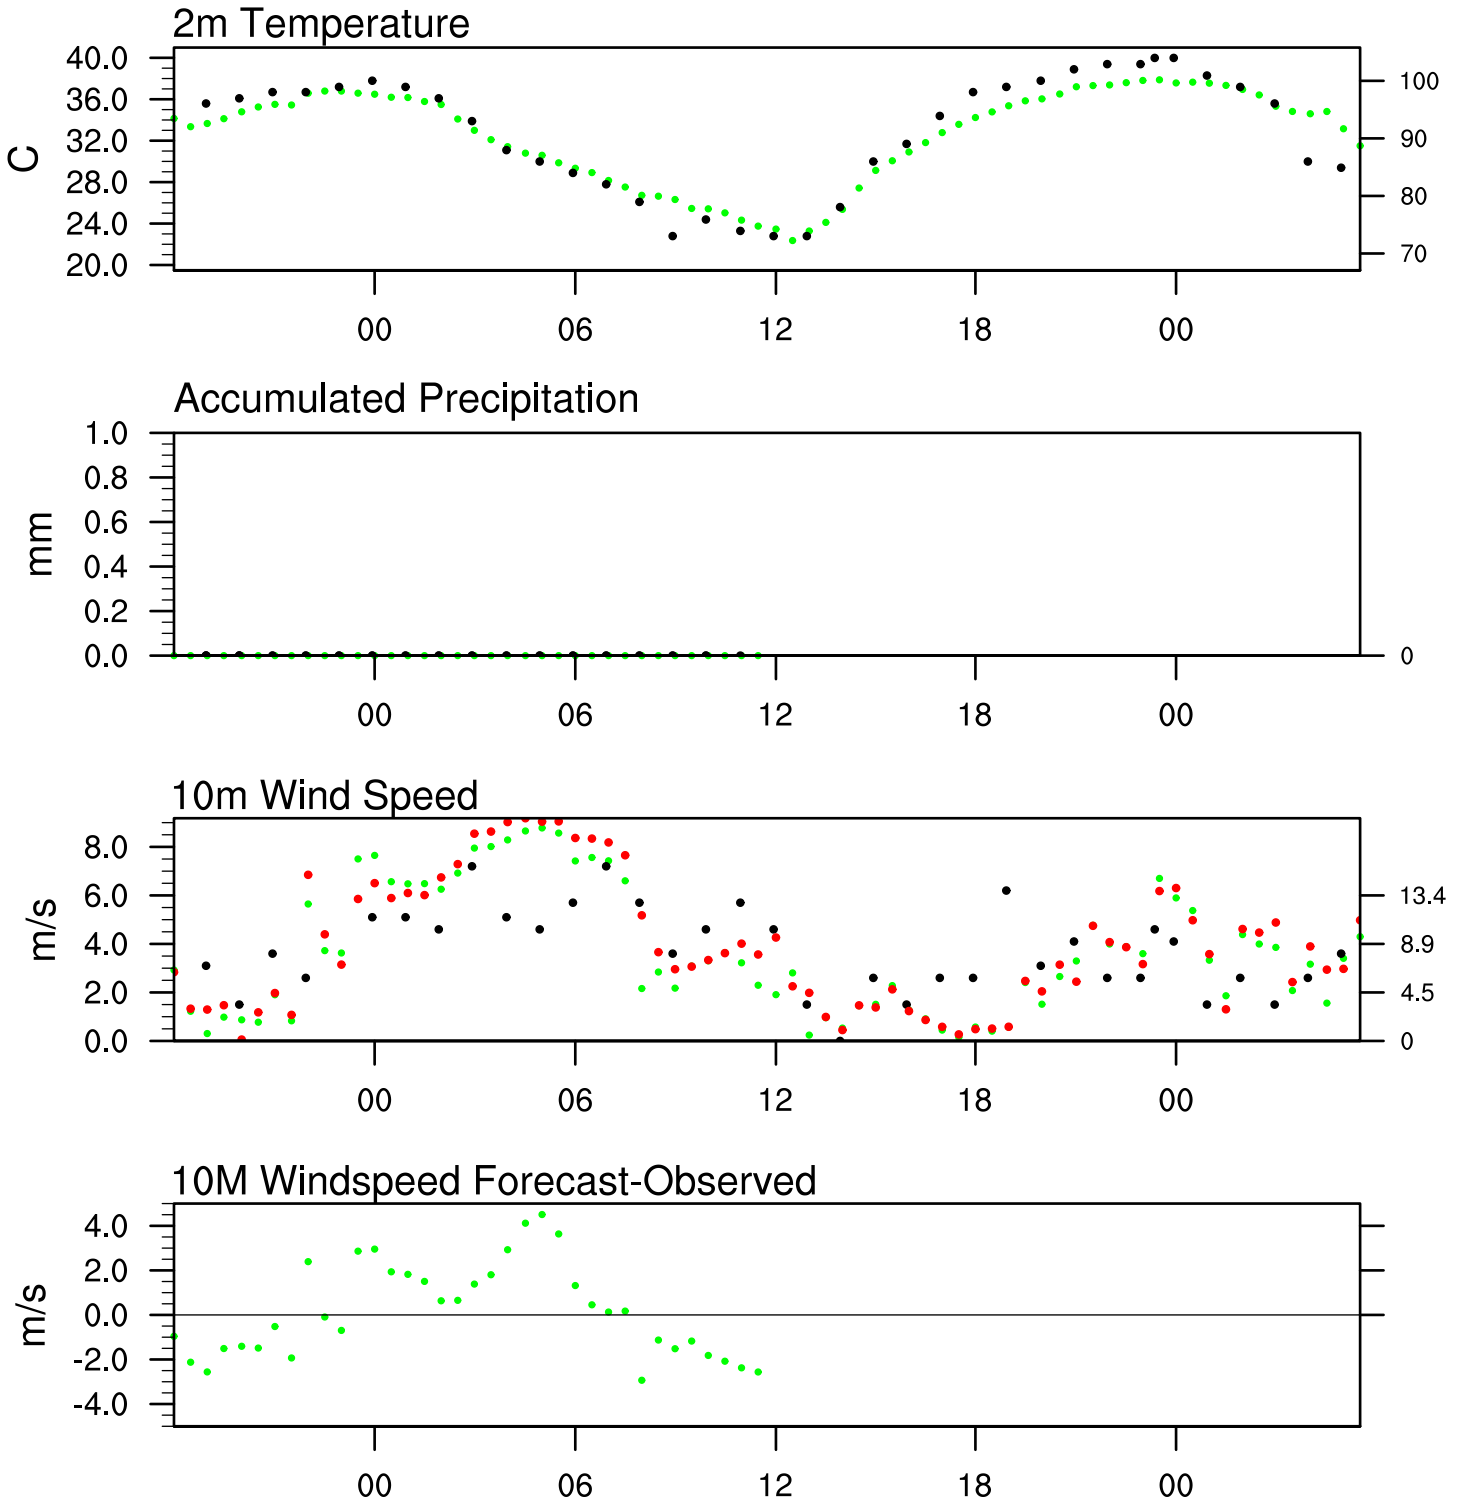 2m Temperature
40.0
36.0
32.0
28.0
24.0
20.0
C
100
90
80
70
00 06 12 18 00
Accumulated Precipitation
1.0
0.8
0.6
0.4
0.2
0.0
mm
0
00 06 12 18 00
10m Wind Speed
8.0
6.0
4.0
2.0
0.0
m/s
13.4
8.9
4.5
0
00 06 12 18 00
10M Windspeed Forecast-Observed
4.0
2.0
0.0
-2.0
-4.0
m/s
00 06 12 18 00